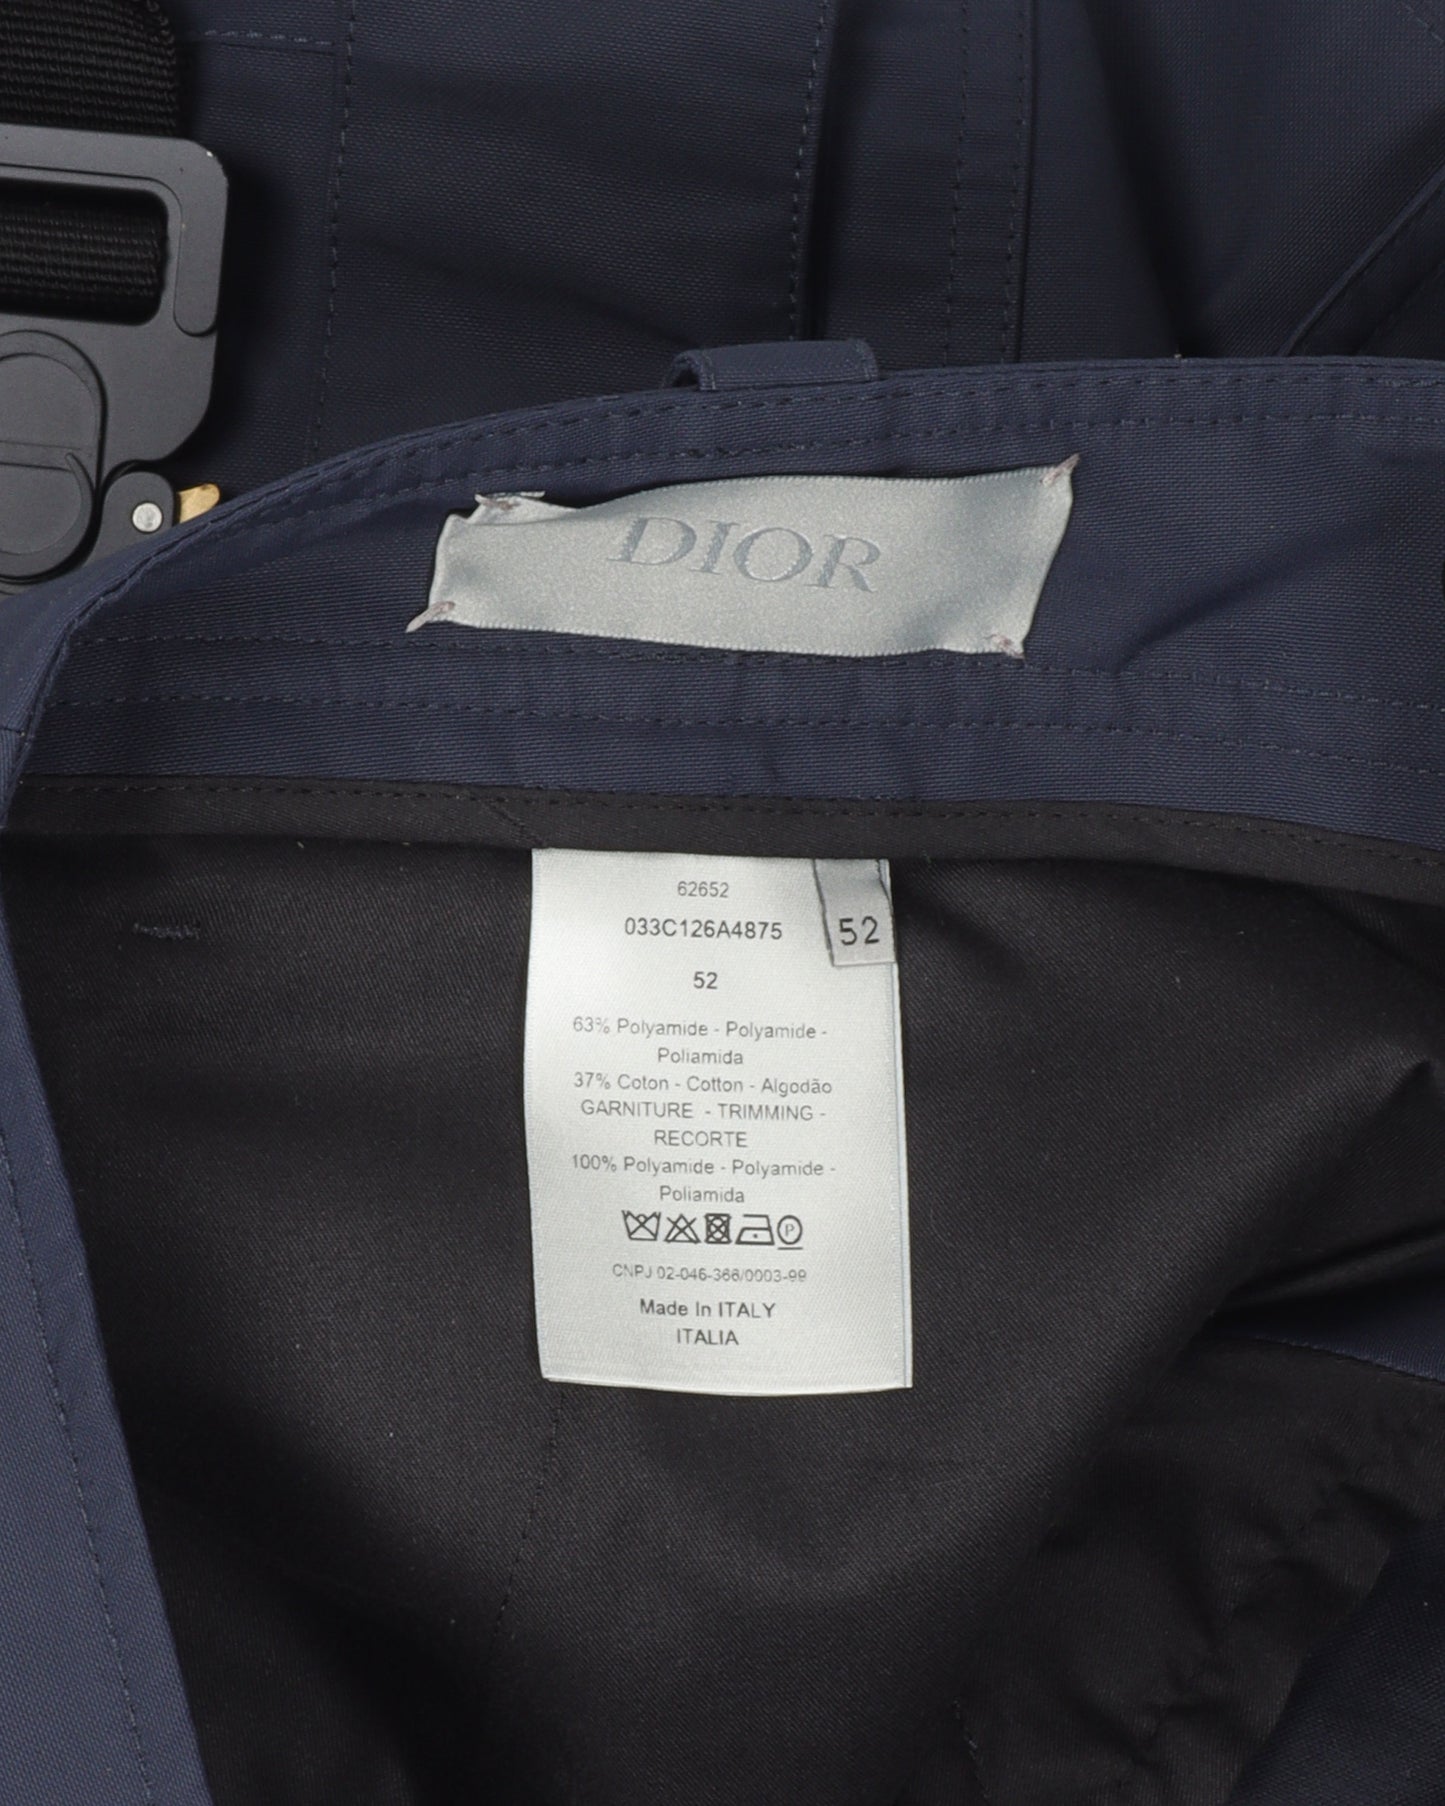 DIOR
62652
033C126A4875
52
52
63% Polyamide - Polyamide -
Poliamida
37% Coton - Cotton - Algodão
GARNITURE - TRIMMING -
RECORTE
100% Polyamide - Polyamide -
Poliamida
P
CNPJ 02-046-366/0003-99
Made In ITALY
ITALIA